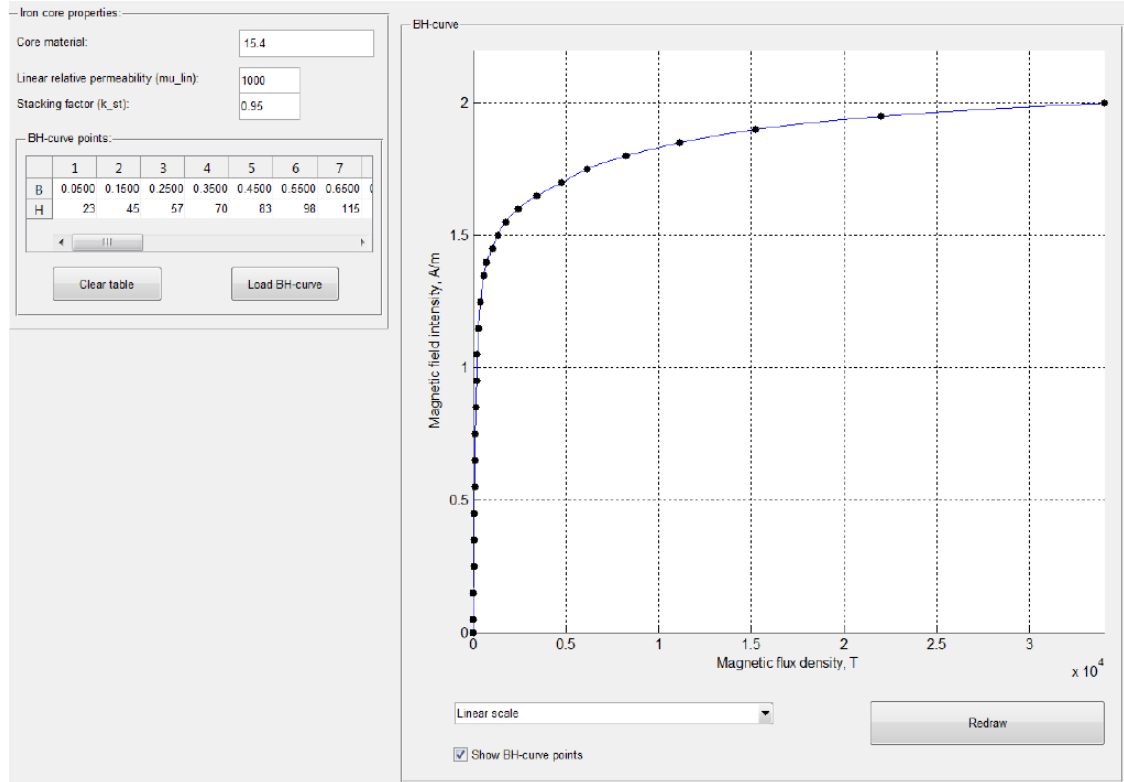 Iron core properties:
Core material:
15.4
Linear relative permeability (mu_lin):
1000
Stacking factor (k_st):
0.95
BH-curve points:
1 2 3 4 5 6 7
B 0.0500 0.1500 0.2500 0.3500 0.4500 0.5500 0.6500
H 23 45 57 70 83 98 115
Clear table
Load BH-curve
BH-curve
Magnetic field intensity, A/m
2
1.5
1
0.5
0
0 0.5 1 1.5 2 2.5 3
Magnetic flux density, T
x 10^4
Linear scale
Redraw
Show BH-curve points